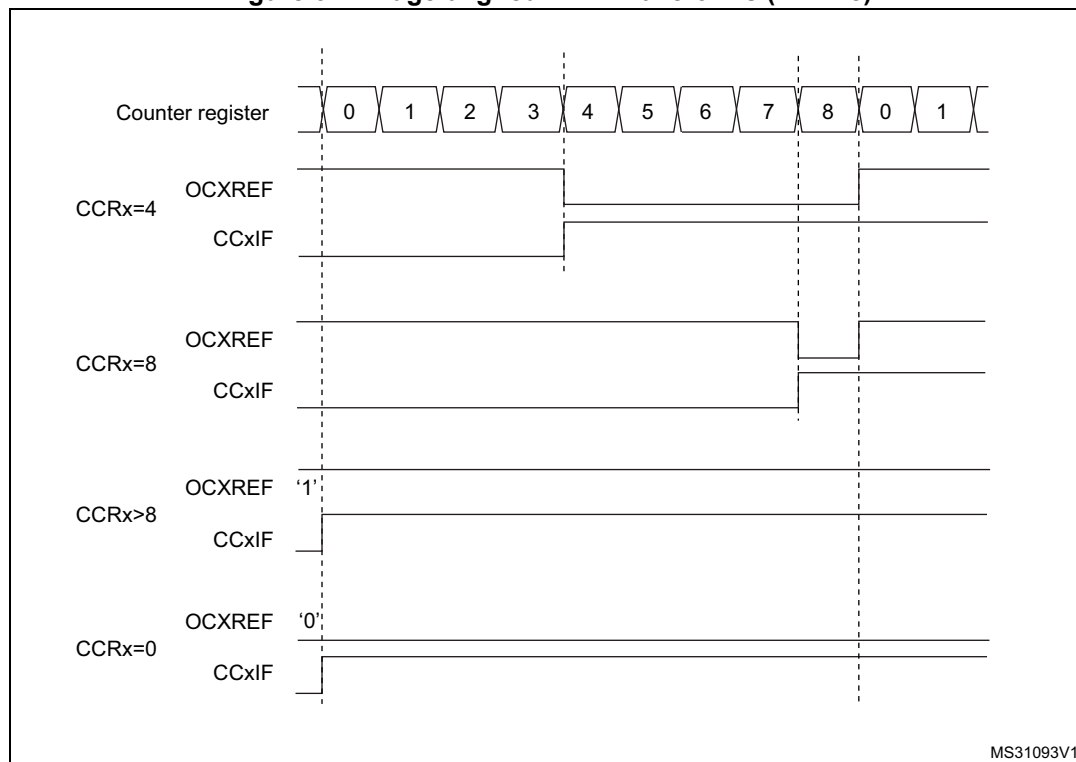 Counter register 0 1 2 3 4 5 6 7 8 0 1
OCXREF
CCRx=4
CCxIF
OCXREF
CCRx=8
CCxIF
OCXREF '1'
CCRx>8
CCxIF
OCXREF '0'
CCRx=0
CCxIF
MS31093V1